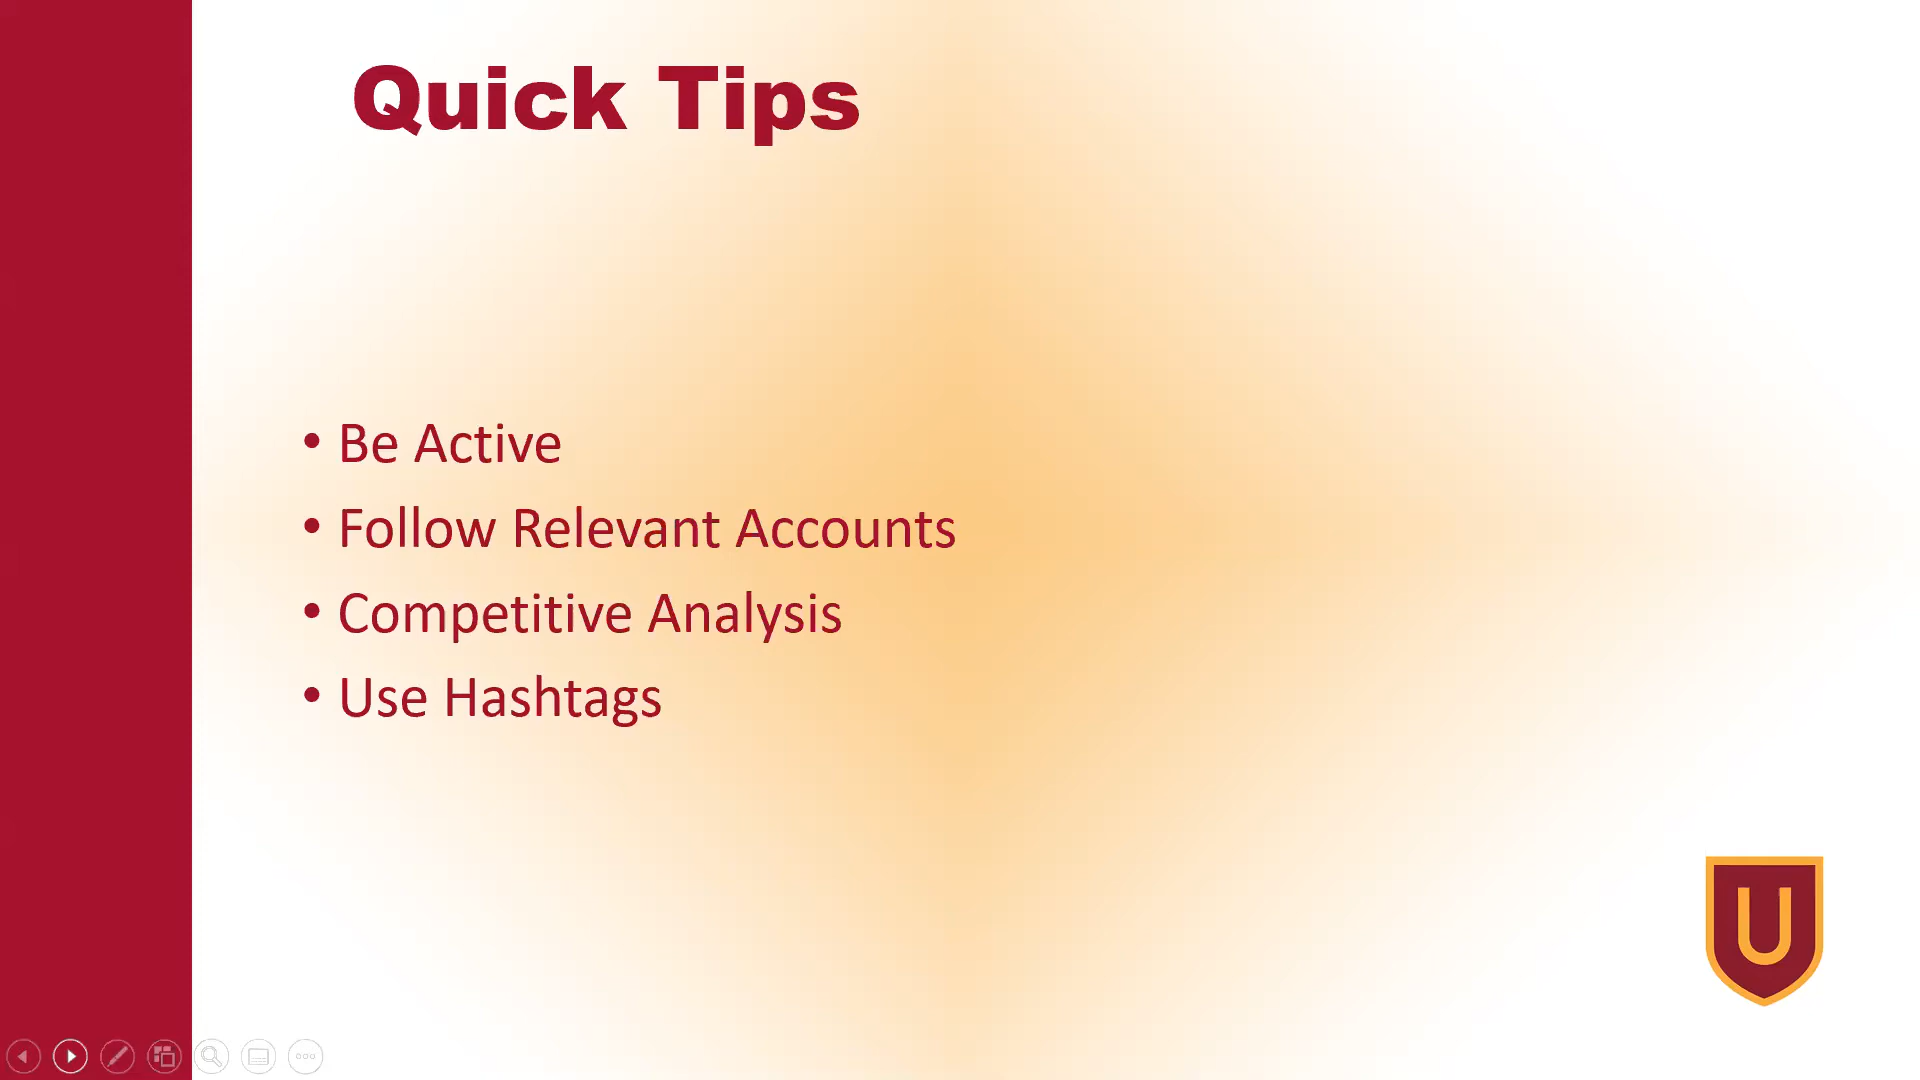 Quick Tips
• Be Active
• Follow Relevant Accounts
• Competitive Analysis
• Use Hashtags
U